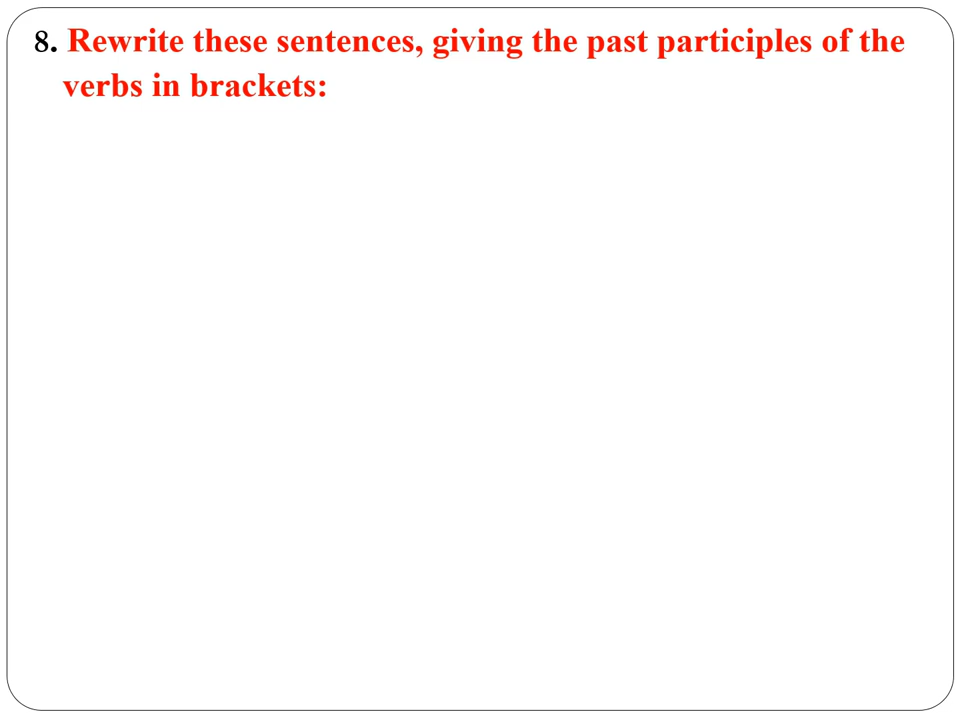 8. Rewrite these sentences, giving the past participles of the
verbs in brackets: